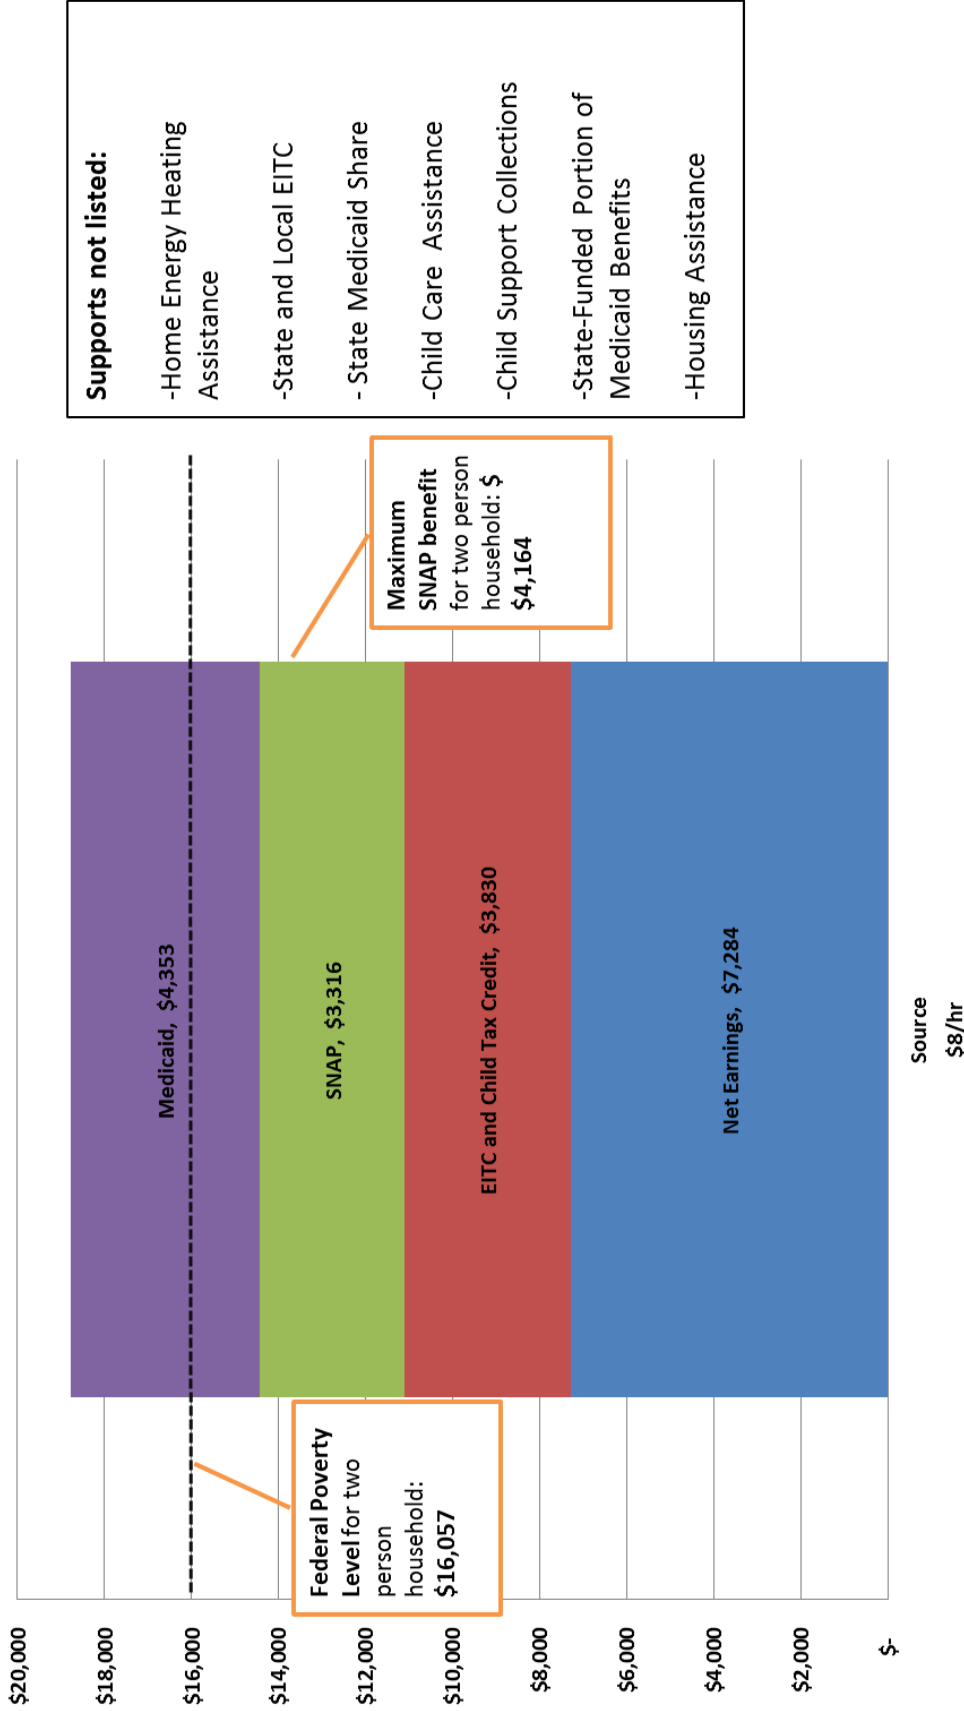 $20,000
$18,000
$16,000
$14,000
$12,000
$10,000
$8,000
$6,000
$4,000
$2,000
$-
Federal Poverty
Level for two
person
household:
$16,057
Medicaid, $4,353
SNAP, $3,316
EITC and Child Tax Credit, $3,830
Net Earnings, $7,284
Source
$8/hr
Maximum
SNAP benefit
for two person
household: $
$4,164
Supports not listed:
-Home Energy Heating
Assistance
-State and Local EITC
- State Medicaid Share
-Child Care Assistance
-Child Support Collections
-State-Funded Portion of
Medicaid Benefits
-Housing Assistance